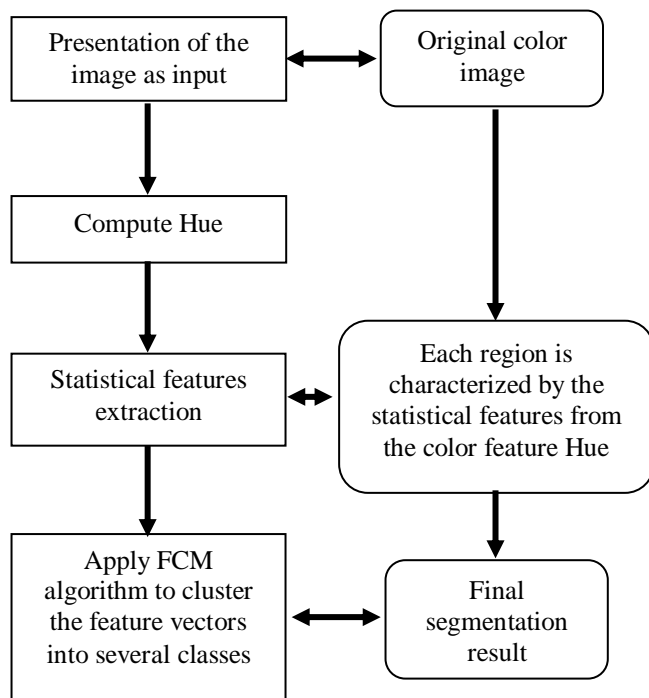 Presentation of the
image as input
Original color
image
Compute Hue
Statistical features
extraction
Each region is
characterized by the
statistical features from
the color feature Hue
Apply FCM
algorithm to cluster
the feature vectors
into several classes
Final
segmentation
result